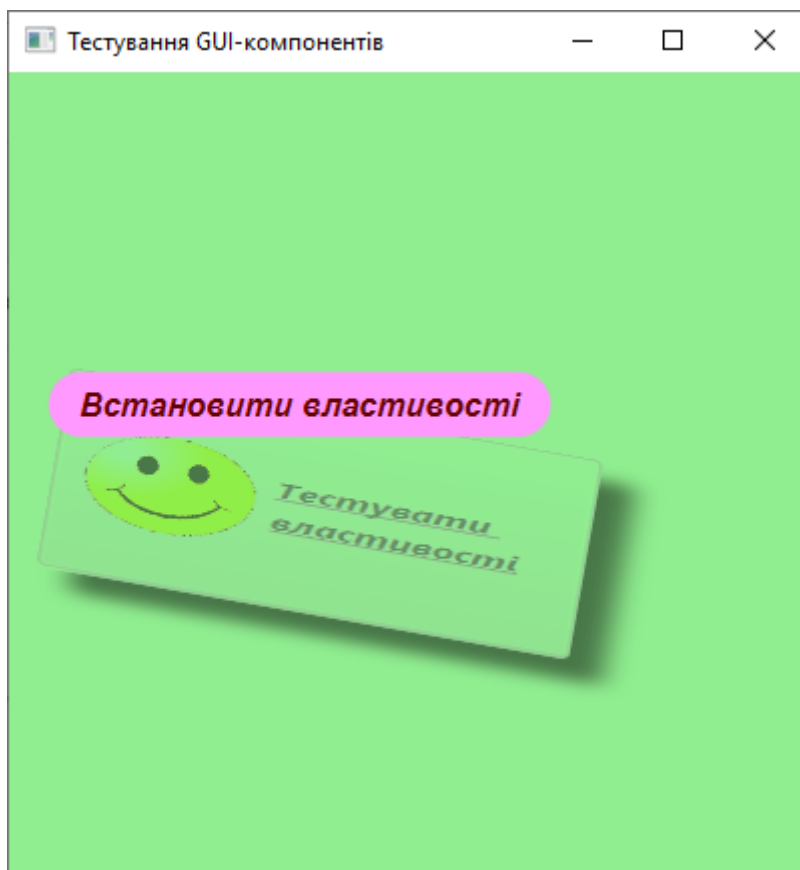 Тестування GUI-компонентів
Встановити властивості
Тестувати
властивості